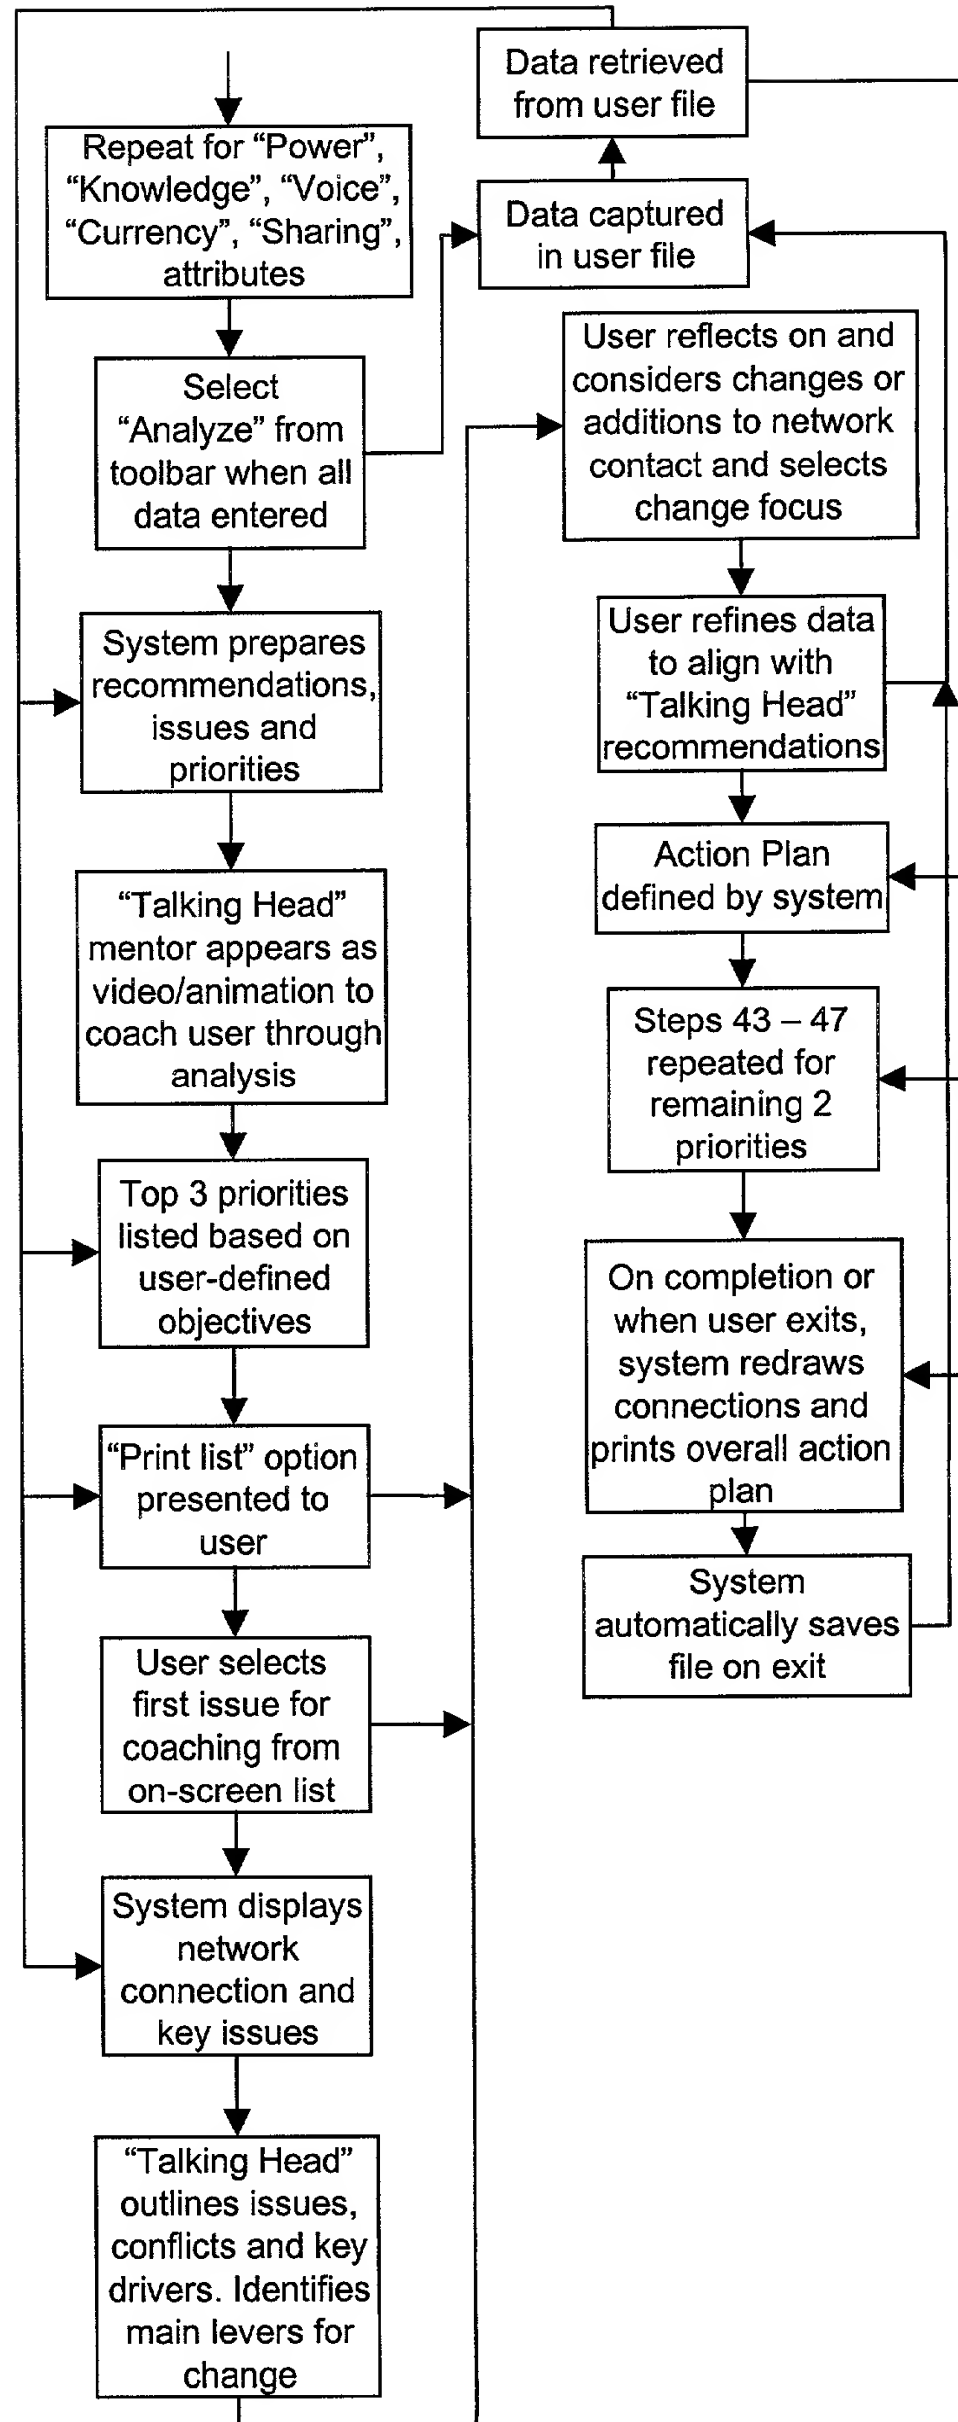 Repeat for “Power”,
“Knowledge”, “Voice”,
“Currency”, “Sharing”,
attributes
Select
“Analyze” from
toolbar when all
data entered
System prepares
recommendations,
issues and
priorities
“Talking Head”
mentor appears as
video/animation to
coach user through
analysis
Top 3 priorities
listed based on
user-defined
objectives
“Print list” option
presented to
user
User selects
first issue for
coaching from
on-screen list
System displays
network
connection and
key issues
“Talking Head”
outlines issues,
conflicts and key
drivers. Identifies
main levers for
change
Data retrieved
from user file
Data captured
in user file
User reflects on and
considers changes or
additions to network
contact and selects
change focus
User refines data
to align with
“Talking Head”
recommendations
Action Plan
defined by system
Steps 43 – 47
repeated for
remaining 2
priorities
On completion or
when user exits,
system redraws
connections and
prints overall action
plan
System
automatically saves
file on exit